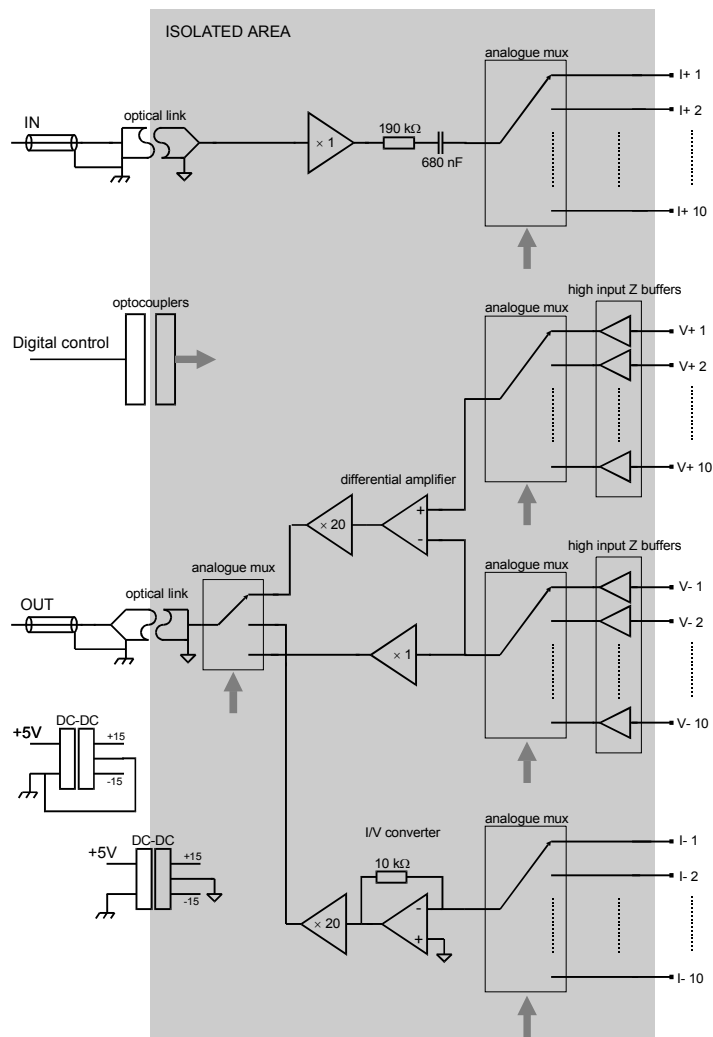 ISOLATED AREA
analogue mux
I+ 1
IN
optical link
190 kΩ
I+ 2
× 1
680 nF
I+ 10
high input Z buffers
optocouplers
analogue mux
Digital control
V+ 1
V+ 2
V+ 10
differential amplifier
+
× 20
-
high input Z buffers
analogue mux
analogue mux
optical link
V- 1
OUT
V- 2
× 1
V- 10
DC-DC
+5V
+15
-15
analogue mux
I/V converter
I- 1
DC-DC
+5V
+15
10 kΩ
I- 2
-15
-
× 20
+
I- 10